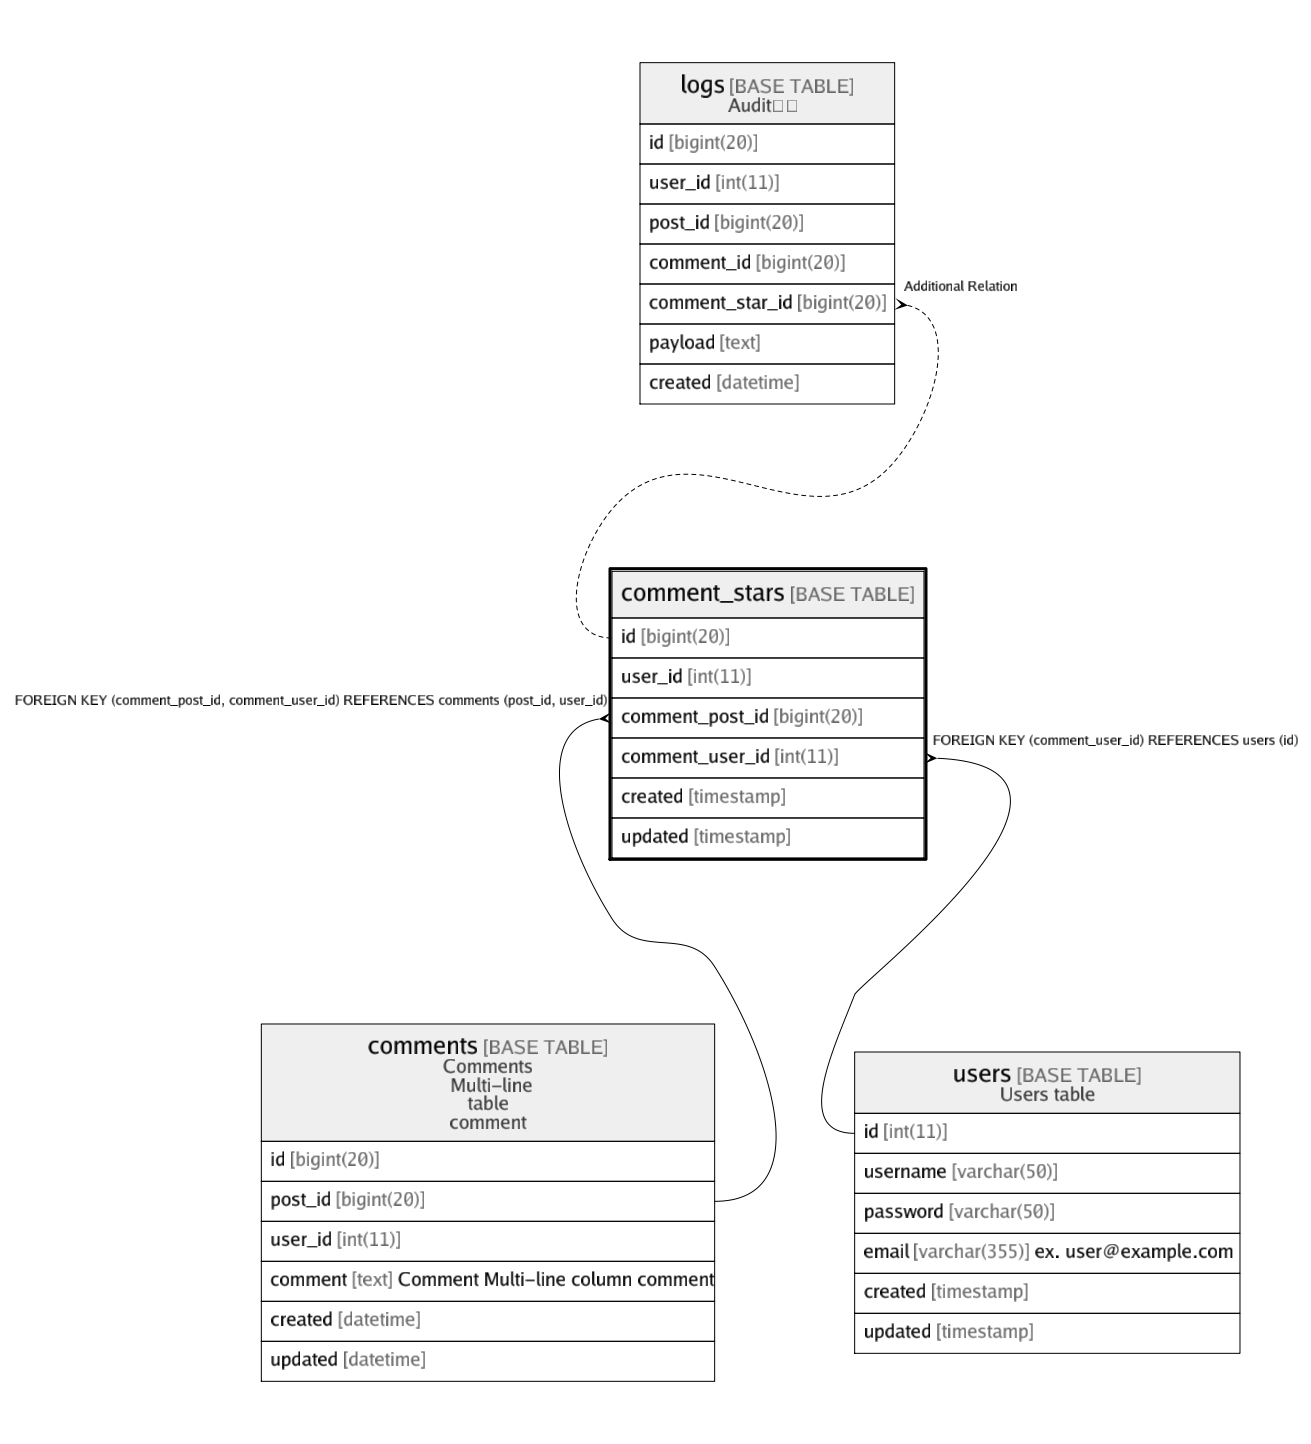 logs [BASE TABLE]
Audit
id [bigint(20)]
user_id [int(11)]
post_id [bigint(20)]
comment_id [bigint(20)]
Additional Relation
comment_star_id [bigint(20)]
payload [text]
created [datetime]
comment_stars [BASE TABLE]
id [bigint(20)]
user_id [int(11)]
FOREIGN KEY (comment_post_id, comment_user_id) REFERENCES comments (post_id, user_id)
comment_post_id [bigint(20)]
FOREIGN KEY (comment_user_id) REFERENCES users (id)
comment_user_id [int(11)]
created [timestamp]
updated [timestamp]
comments [BASE TABLE]
Comments
Multi-line
table
comment
id [bigint(20)]
post_id [bigint(20)]
user_id [int(11)]
comment [text] Comment Multi-line column comment
created [datetime]
updated [datetime]
users [BASE TABLE]
Users table
id [int(11)]
username [varchar(50)]
password [varchar(50)]
email [varchar(355)] ex. user@example.com
created [timestamp]
updated [timestamp]